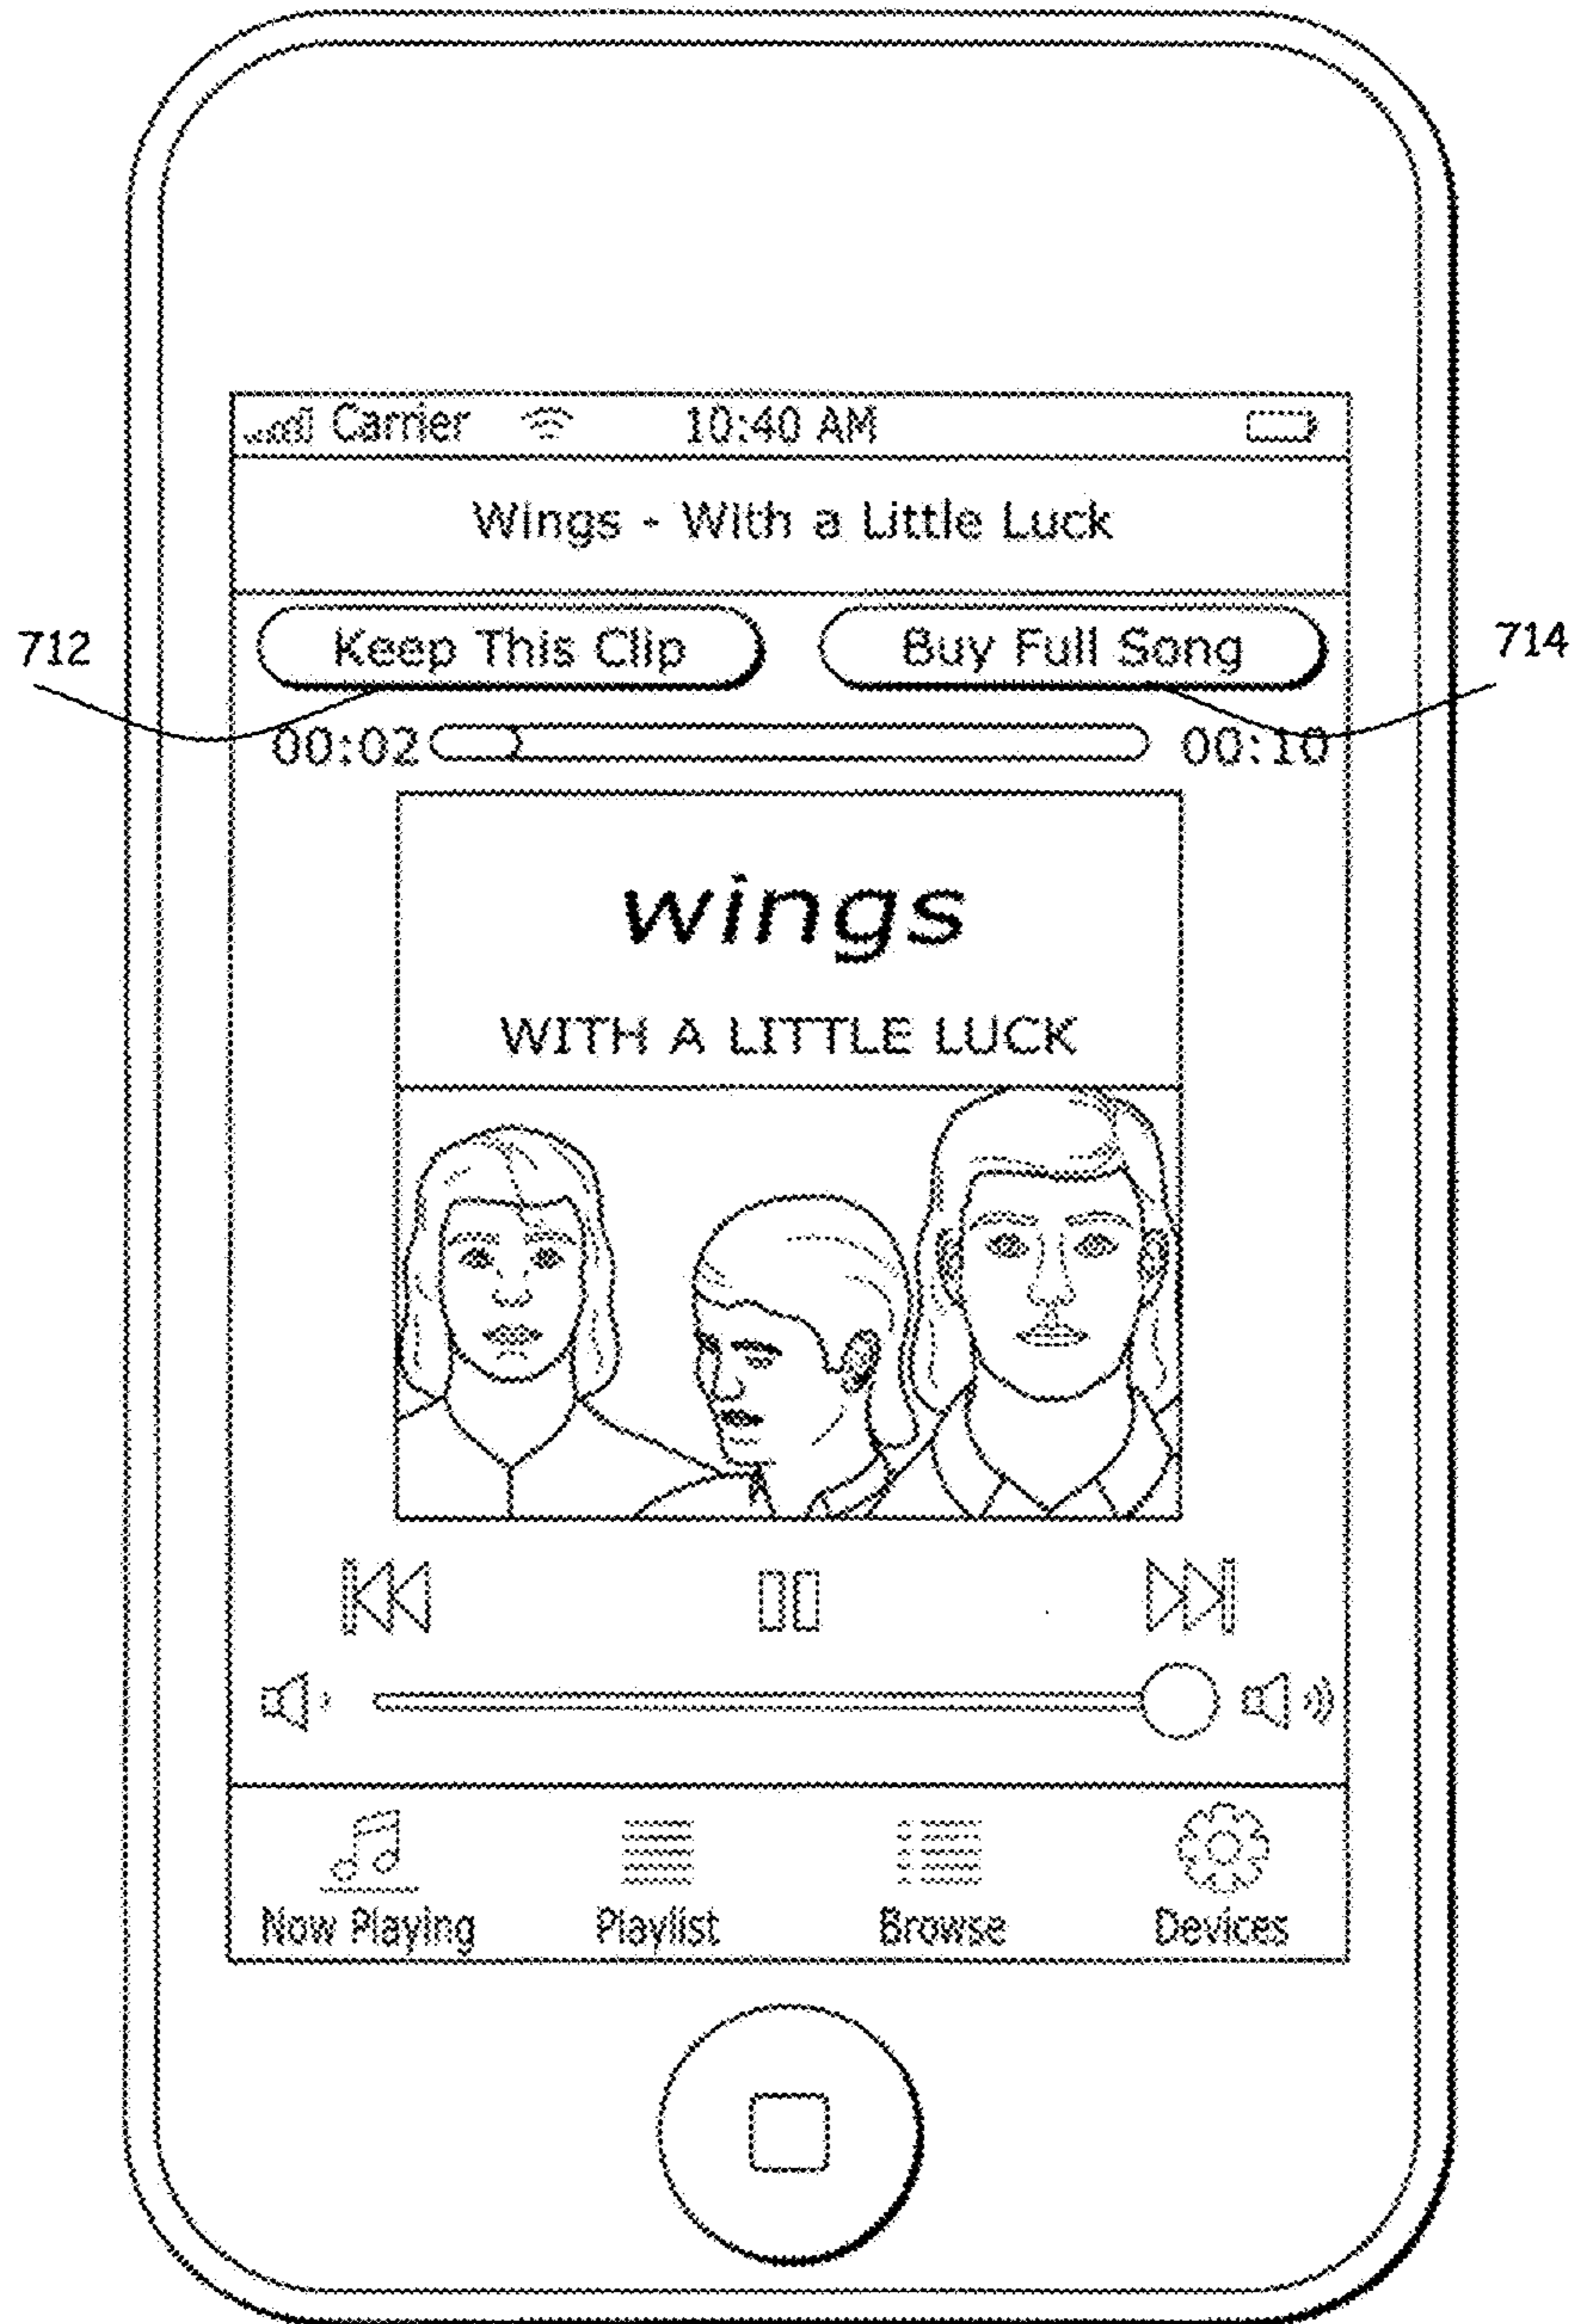 Carrier 10:40 AM
Wings - With a Little Luck
Keep This Clip Buy Full Song
712 714
00:02 00:10
wings
WITH A LITTLE LUCK
Now Playing Playlist Browse Devices